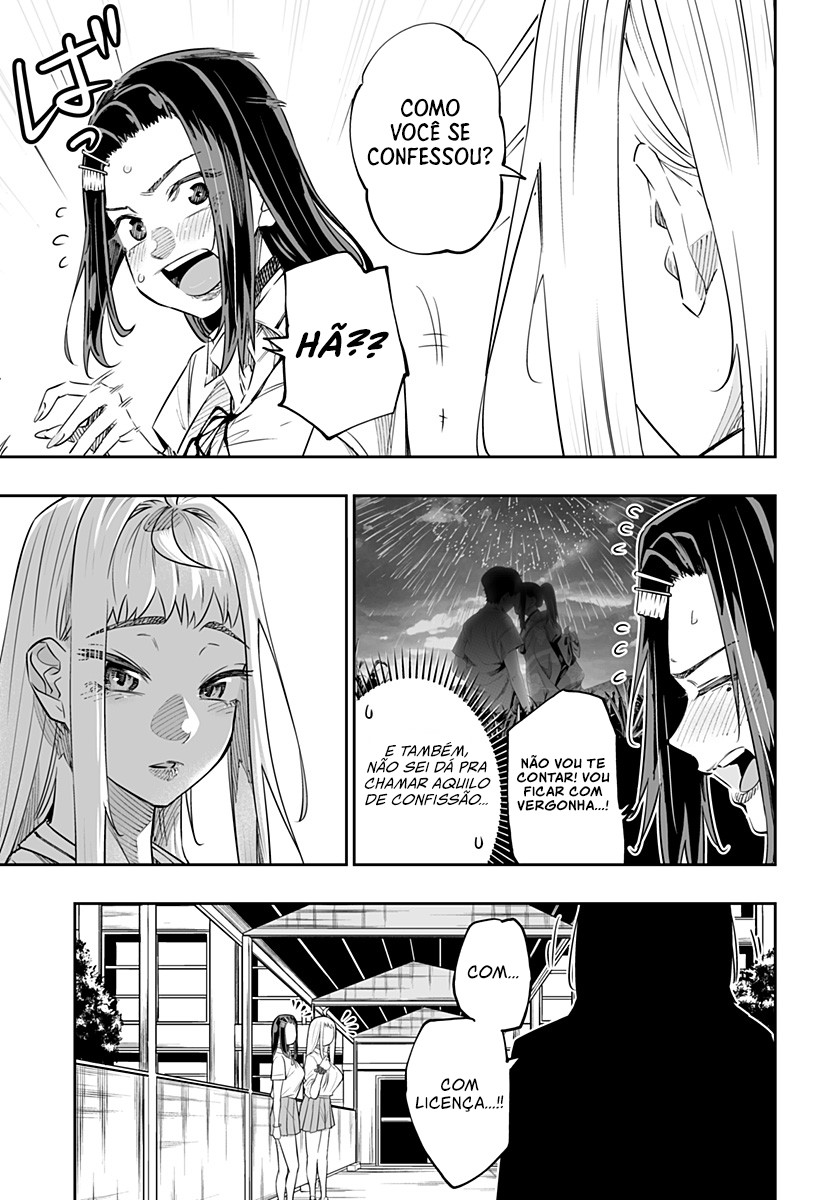 ばっ
COMO
VOCÊ SE
CONFESSOU?
HÃ??
NÃO VOU TE
CONTAR! VOU
FICAR COM
VERGONHA...!
E TAMBÉM,
NÃO SEI DÁ PRA
CHAMAR AQUILO
DE CONFISSÃO...
COM...
COM
LICENÇA...!!